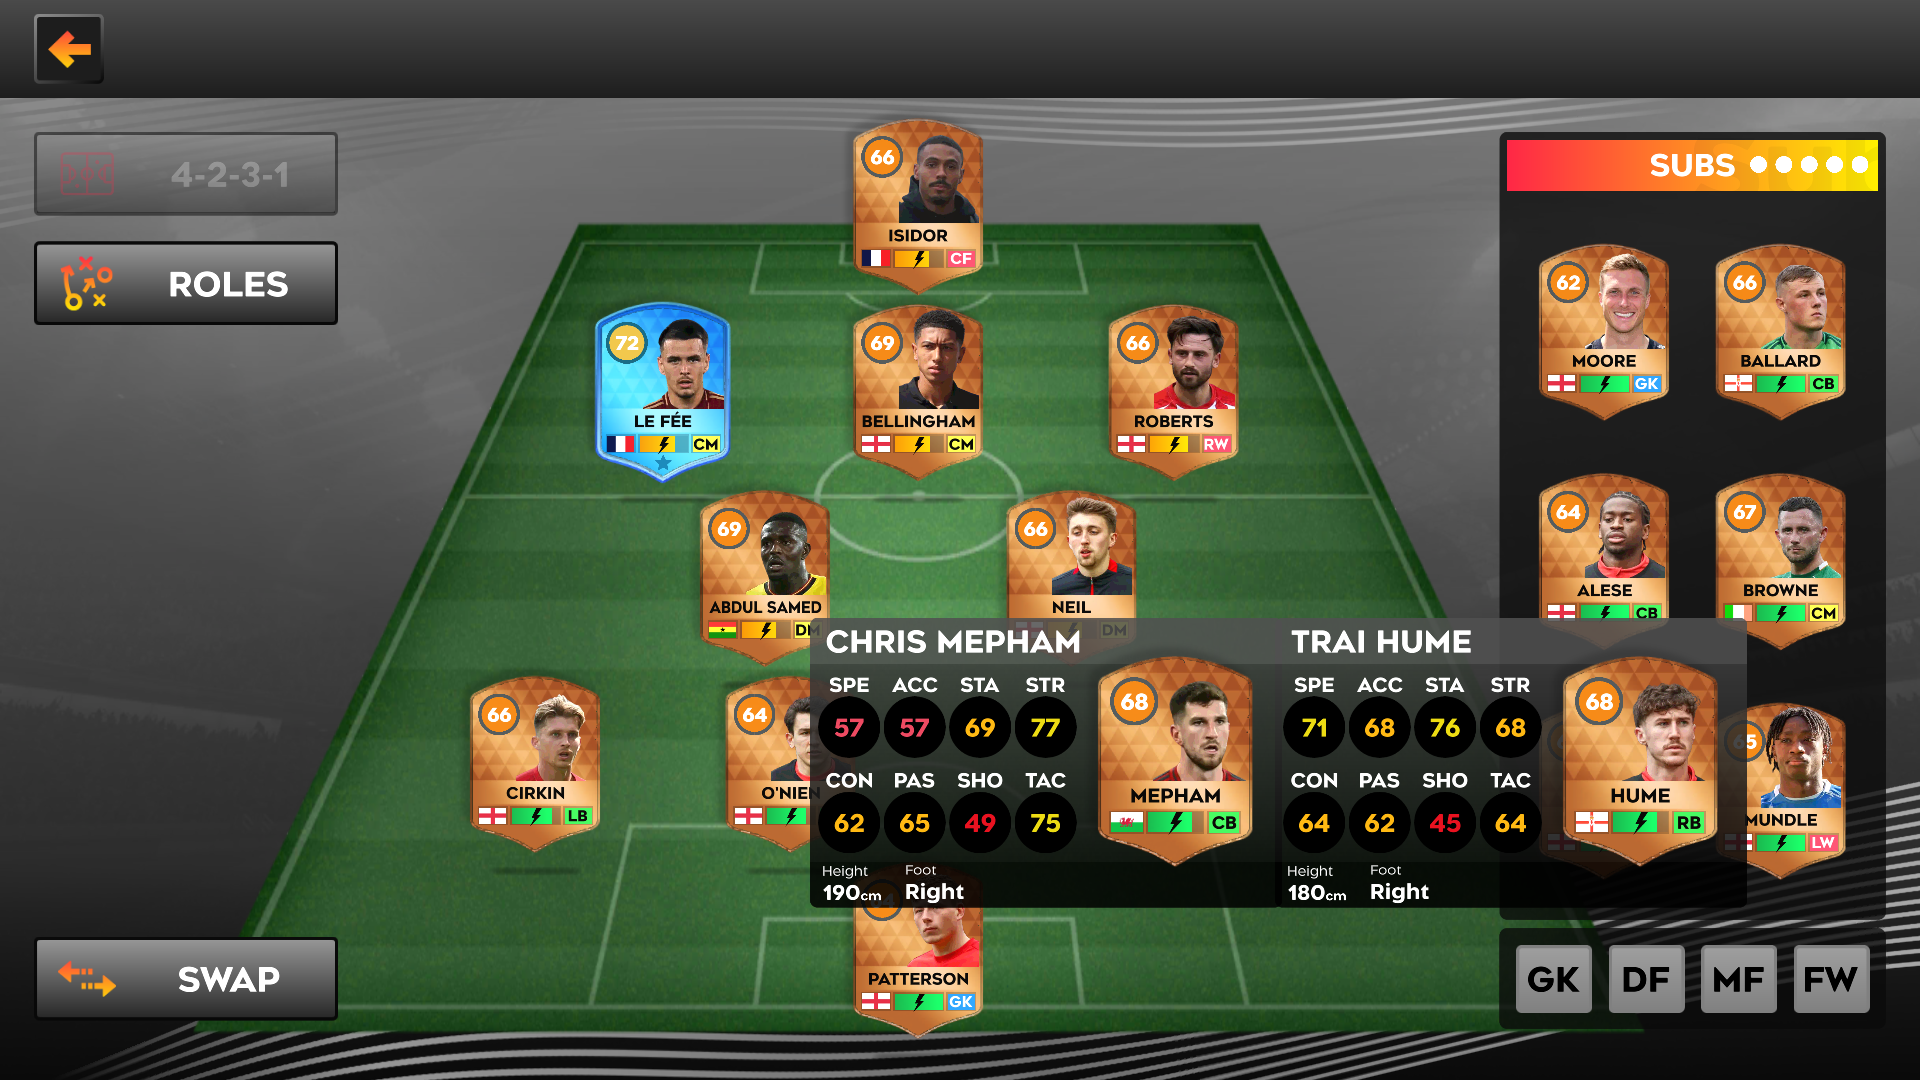 4-2-3-1
ROLES
SWAP
66
ISIDOR
CF
72
LE FÉE
CM
69
BELLINGHAM
CM
66
ROBERTS
RW
69
ABDUL SAMED
66
NEIL
DM
66
CIRKIN
LB
64
PATTERSON
GK
CHRIS MEPHAM
SPE ACC STA STR
57 57 69 77
CON PAS SHO TAC
62 65 49 75
Height Foot
190cm Right
68
MEPHAM
CB
TRAI HUME
SPE ACC STA STR
71 68 76 68
CON PAS SHO TAC
64 62 45 64
Height Foot
180cm Right
68
HUME
RB
SUBS
62
MOORE
GK
66
BALLARD
CB
64
ALESE
CB
67
BROWNE
CM
MUNDLE
LW
GK DF MF FW